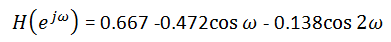 H(e^{jω}) = 0.667 -0.472cos ω - 0.138cos 2ω